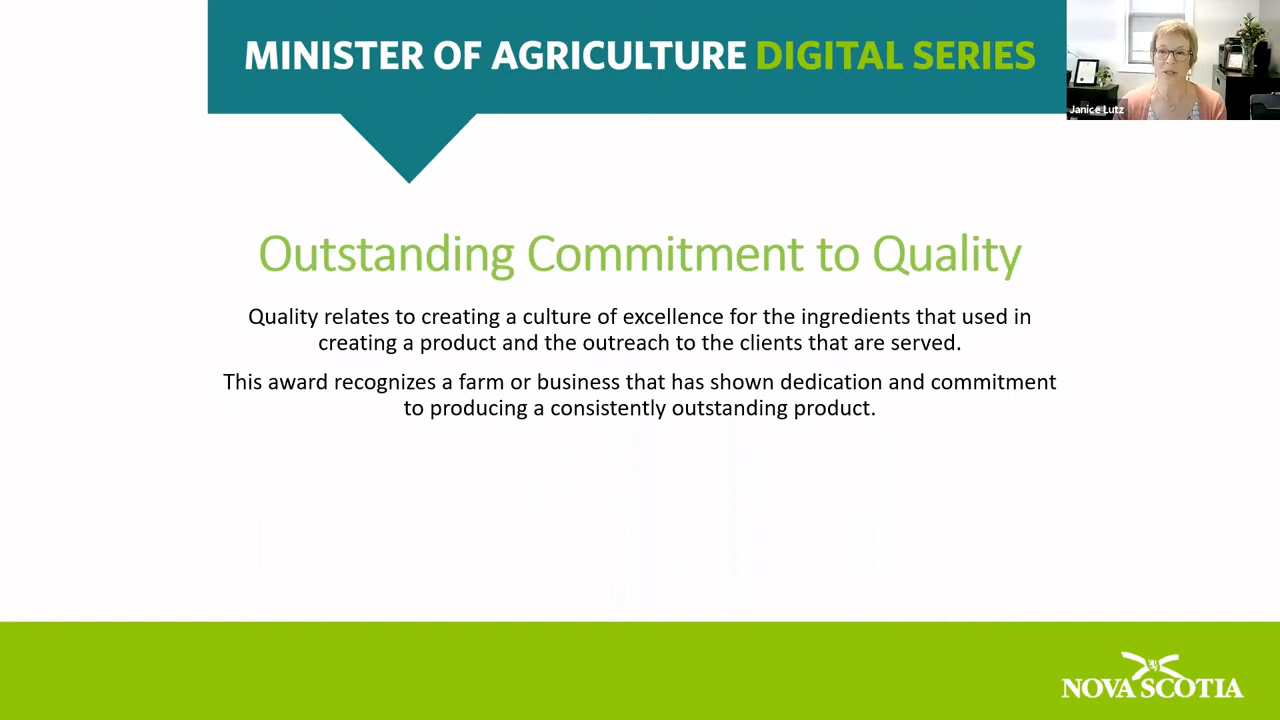 MINISTER OF AGRICULTURE DIGITAL SERIES
Janice Lutz
Outstanding Commitment to Quality
Quality relates to creating a culture of excellence for the ingredients that used in
creating a product and the outreach to the clients that are served.
This award recognizes a farm or business that has shown dedication and commitment
to producing a consistently outstanding product.
NOVA SCOTIA